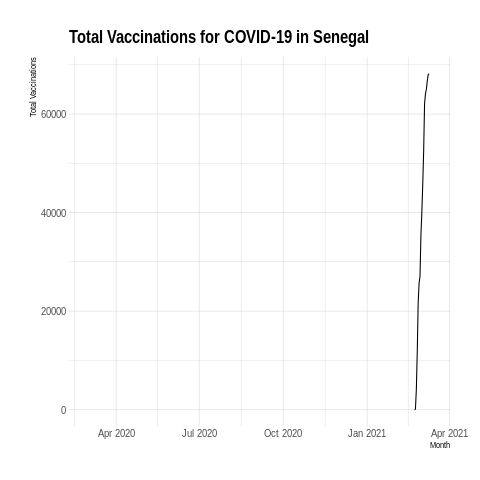 Total Vaccinations for COVID-19 in Senegal
Total Vaccinations
60000
40000
20000
0
Apr 2020 Jul 2020 Oct 2020 Jan 2021 Apr 2021
Month